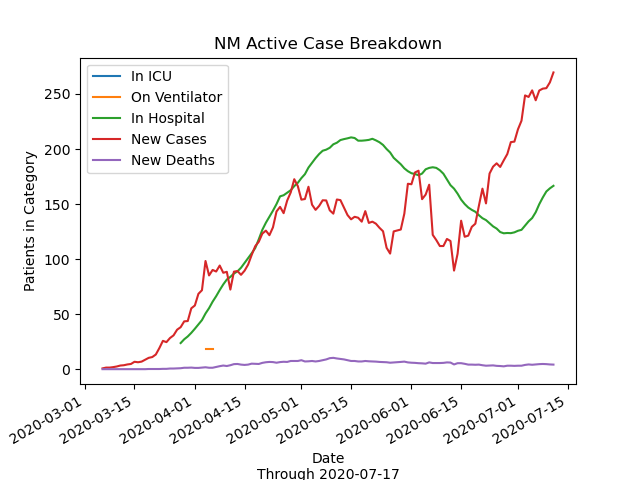 NM Active Case Breakdown
In ICU
On Ventilator
In Hospital
New Cases
New Deaths
Patients in Category
250
200
150
100
50
0
2020-03-01
2020-03-15
2020-04-01
2020-04-15
2020-05-01
2020-05-15
2020-06-01
2020-06-15
2020-07-01
2020-07-15
Date
Through 2020-07-17